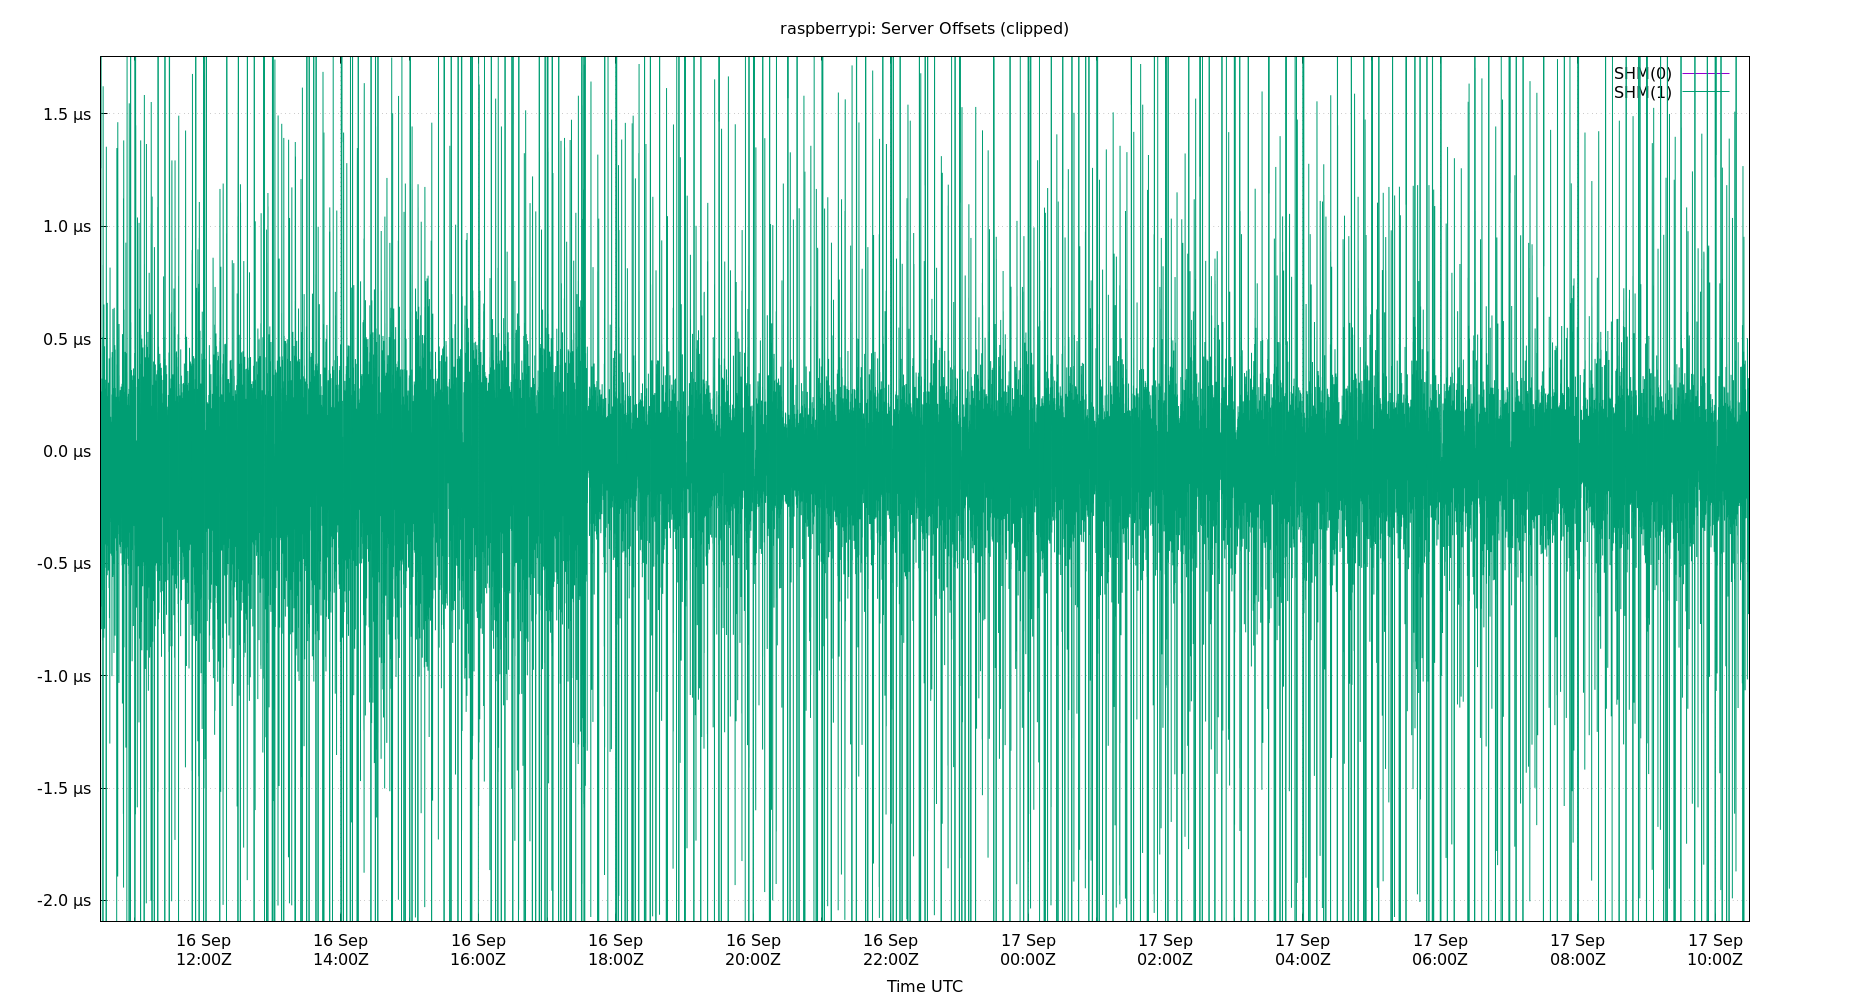 raspberrypi: Server Offsets (clipped)
SHM(0)
SHM(1)
1.5 µs
1.0 µs
0.5 µs
0.0 µs
-0.5 µs
-1.0 µs
-1.5 µs
-2.0 µs
16 Sep 16 Sep 16 Sep 16 Sep 16 Sep 16 Sep 17 Sep 17 Sep 17 Sep 17 Sep 17 Sep 17 Sep
12:00Z 14:00Z 16:00Z 18:00Z 20:00Z 22:00Z 00:00Z 02:00Z 04:00Z 06:00Z 08:00Z 10:00Z
Time UTC